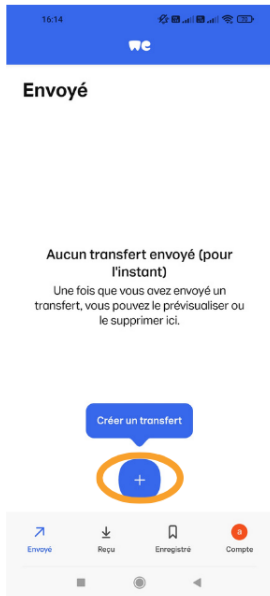 16:14
we
Envoyé
Aucun transfert envoyé (pour
l'instant)
Une fois que vous avez envoyé un
transfert, vous pouvez le prévisualiser ou
le supprimer ici.
Créer un transfert
+
Envoyé Reçu Enregistré Compte
a